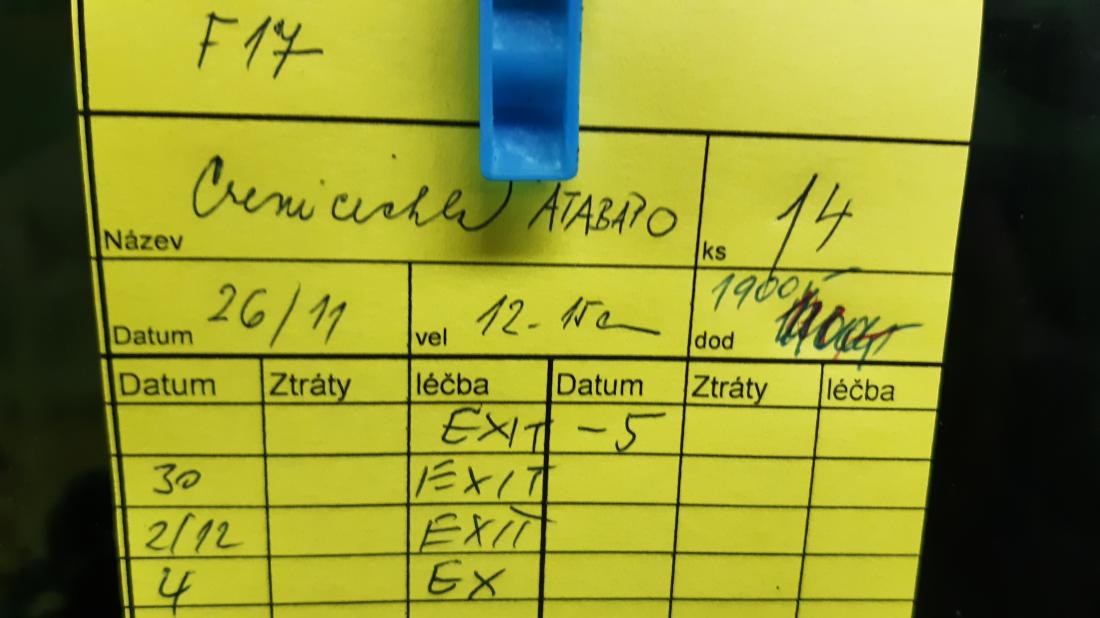 F17
Crenicichla ATABAPO
Název
14
ks
Datum 26/11
vel 12-15cm
1900,-
dod
Datum Ztráty léčba Datum Ztráty léčba
EXIT -5
30 EXIT
2/12 EXIT
4 EX